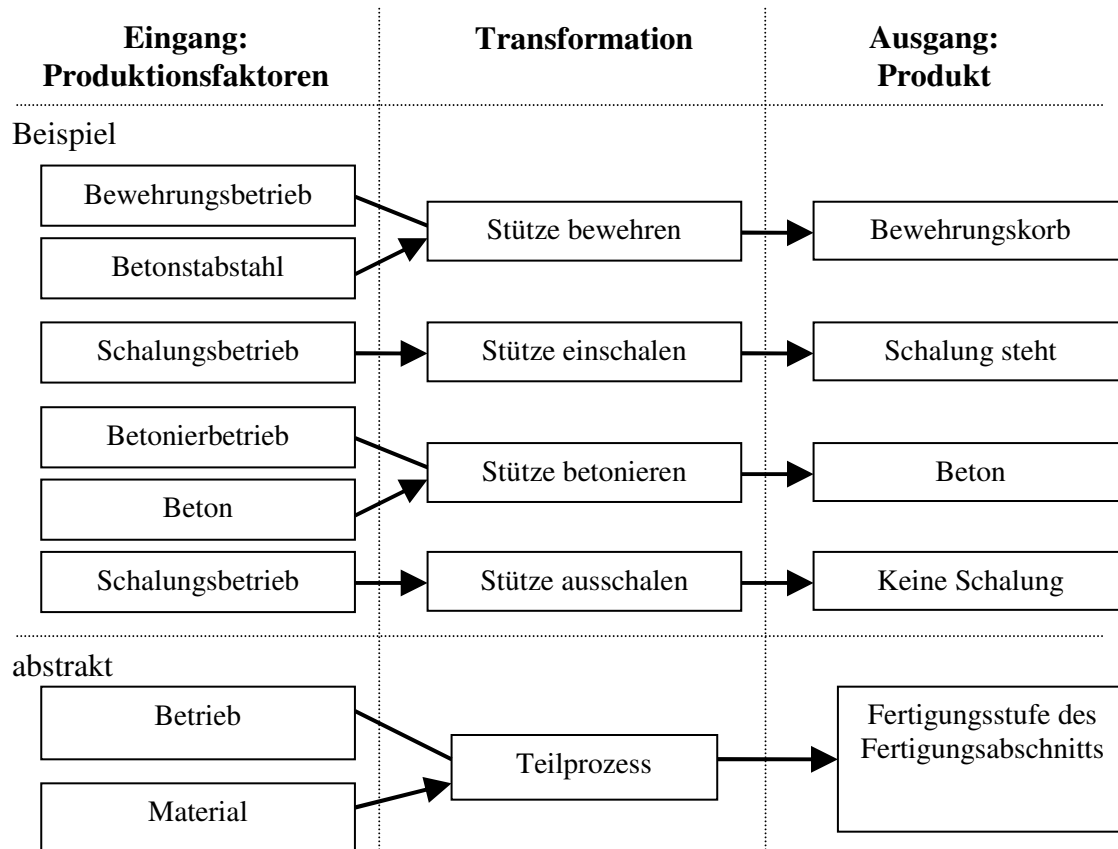 Eingang:
Produktionsfaktoren
Transformation
Ausgang:
Produkt
Beispiel
Bewehrungsbetrieb
Betonstabstahl
Stütze bewehren
Bewehrungskorb
Schalungsbetrieb
Stütze einschalen
Schalung steht
Betonierbetrieb
Beton
Stütze betonieren
Beton
Schalungsbetrieb
Stütze ausschalen
Keine Schalung
abstrakt
Betrieb
Material
Teilprozess
Fertigungsstufe des
Fertigungsabschnitts